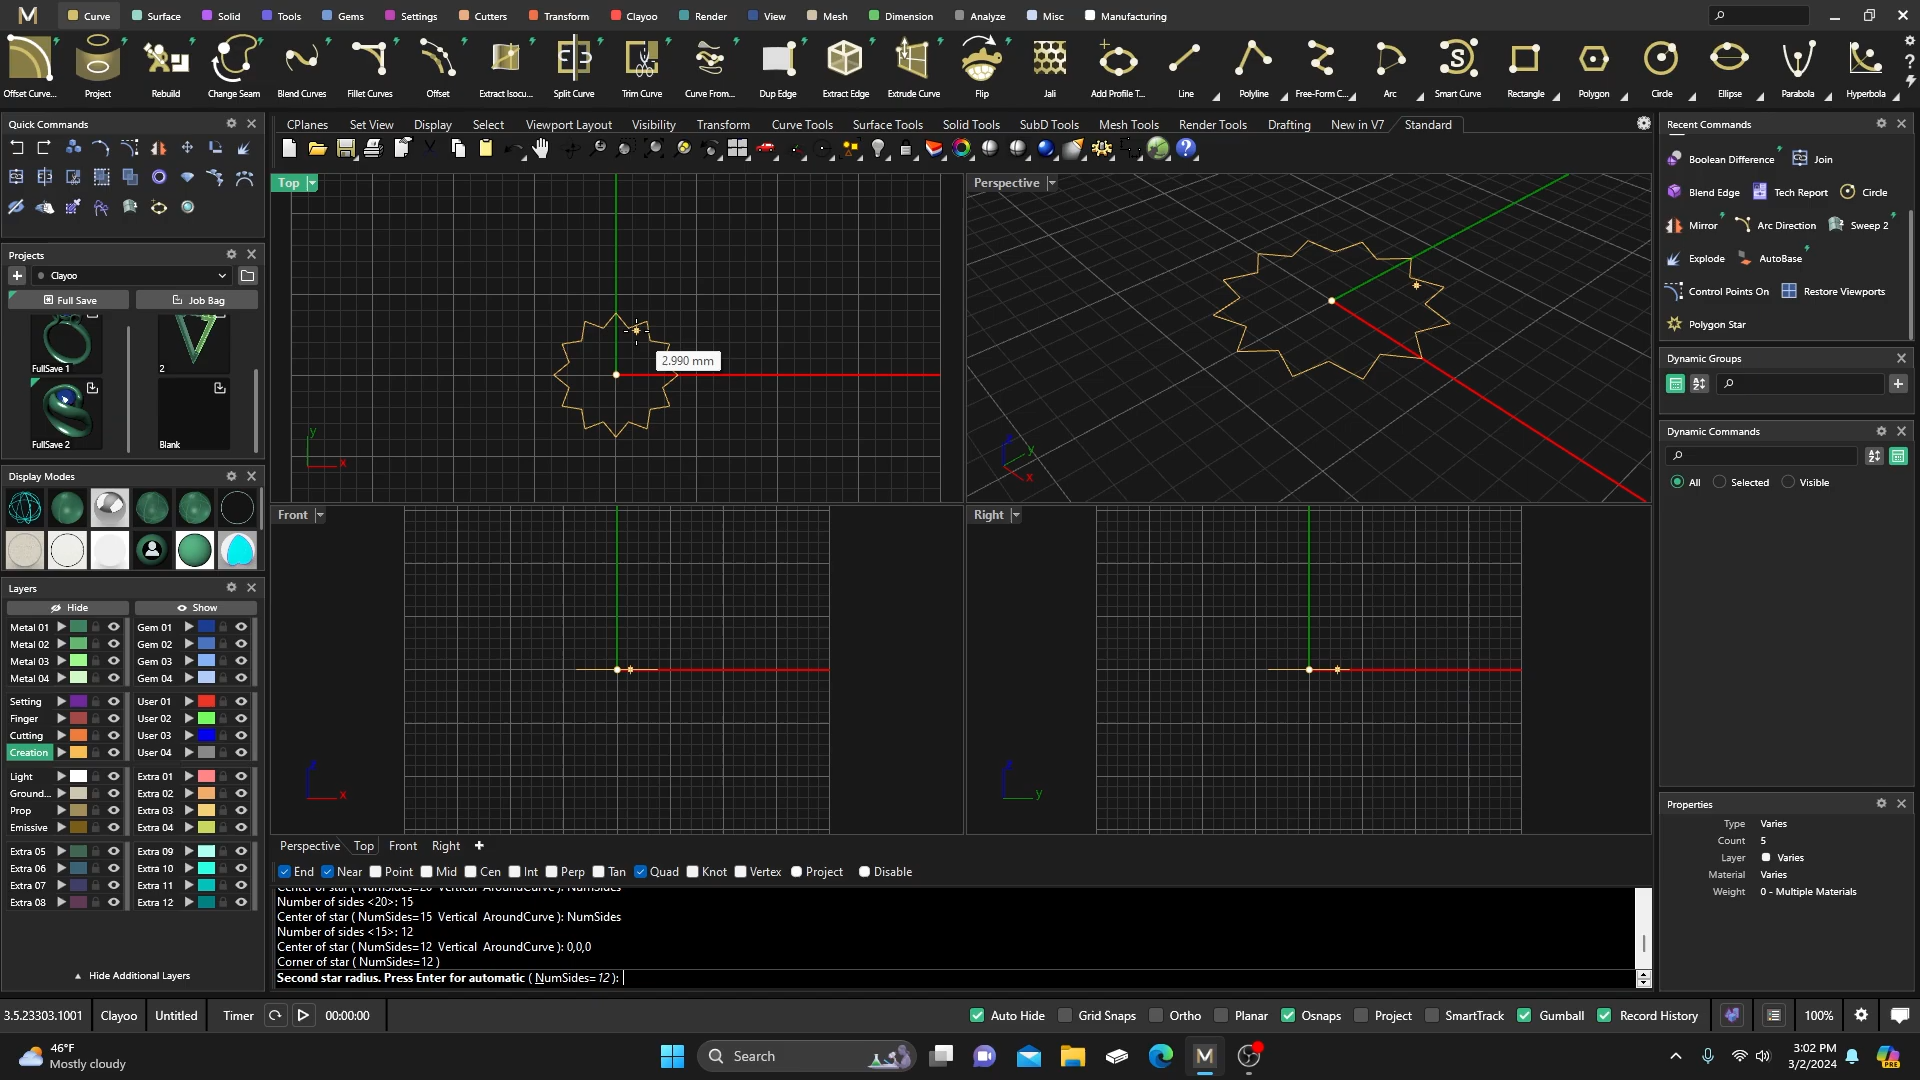 Curve Surface Solid Tools Gems Settings Cutters Transform Clayoo Render View Mesh Dimension Analyze Misc Manufacturing
Offset Curve... Project Rebuild Change Seam Blend Curves Fillet Curves Offset Extract Isocu... Split Curve Trim Curve Curve From... Dup Edge Extract Edge Extrude Curve Flip Jali Add Profile T... Line Polyline Free-Form C... Arc Smart Curve Rectangle Polygon Circle Ellipse Parabola Hyperbola
Quick Commands
CPlanes Set View Display Select Viewport Layout Visibility Transform Curve Tools Surface Tools Solid Tools SubD Tools Mesh Tools Render Tools Drafting New in V7 Standard
Recent Commands
Boolean Difference Join
Blend Edge Tech Report Circle
Mirror Arc Direction Sweep 2
Explode AutoBase
Control Points On Restore Viewports
Polygon Star
Projects
Clayoo
Full Save Job Bag
FullSave 1 2
FullSave 2 Blank
Display Modes
Layers
Hide Show
Metal 01 Gem 01
Metal 02 Gem 02
Metal 03 Gem 03
Metal 04 Gem 04
Setting User 01
Finger User 02
Cutting User 03
Creation User 04
Light Extra 01
Ground... Extra 02
Prop Extra 03
Emissive Extra 04
Extra 05 Extra 09
Extra 06 Extra 10
Extra 07 Extra 11
Extra 08 Extra 12
Hide Additional Layers
Top
2.990 mm
y
x
Perspective
y
x
Front
x
Right
y
Perspective Top Front Right
End Near Point Mid Cen Int Perp Tan Quad Knot Vertex Project Disable
Center of star ( NumSides=20 Vertical AroundCurve ): NumSides
Number of sides <20>: 15
Center of star ( NumSides=15 Vertical AroundCurve ): NumSides
Number of sides <15>: 12
Center of star ( NumSides=12 Vertical AroundCurve ): 0,0,0
Corner of star ( NumSides=12 )
Second star radius. Press Enter for automatic ( NumSides=12 ):
Dynamic Groups
Dynamic Commands
All Selected Visible
Properties
Type Varies
Count 5
Layer Varies
Material Varies
Weight 0 - Multiple Materials
3.5.23303.1001 Clayoo Untitled Timer 00:00:00 Auto Hide Grid Snaps Ortho Planar Osnaps Project SmartTrack Gumball Record History 100%
46°F
Mostly cloudy
Search
3:02 PM
3/2/2024
PRE